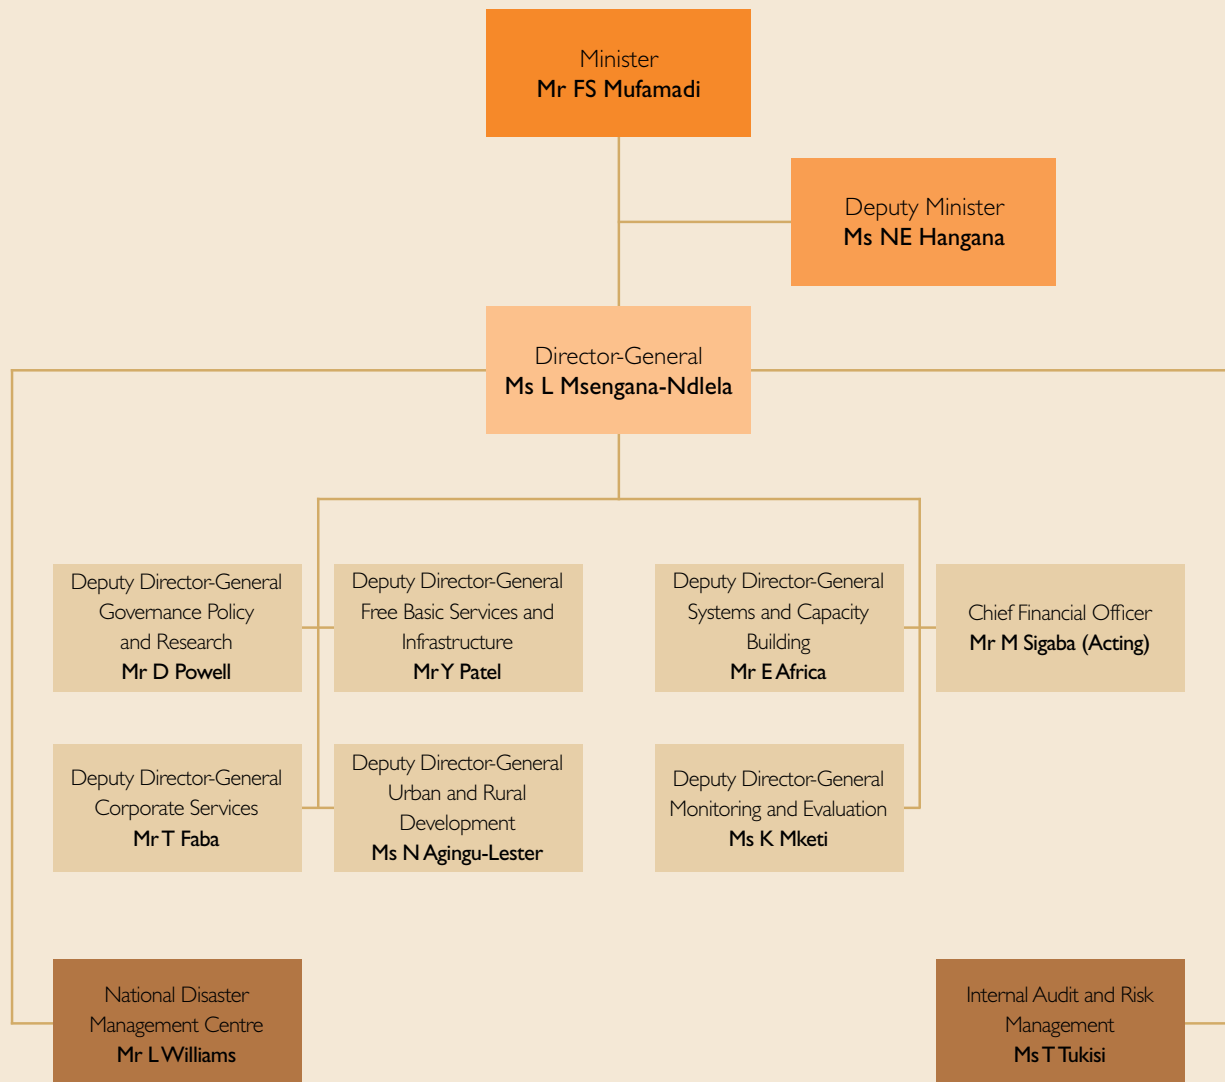 Minister
Mr FS Mufamadi
Deputy Minister
Ms NE Hangana
Director-General
Ms L Msengana-Ndlela
Deputy Director-General
Governance Policy
and Research
Mr D Powell
Deputy Director-General
Free Basic Services and
Infrastructure
Mr Y Patel
Deputy Director-General
Systems and Capacity
Building
Mr E Africa
Chief Financial Officer
Mr M Sigaba (Acting)
Deputy Director-General
Corporate Services
Mr T Faba
Deputy Director-General
Urban and Rural
Development
Ms N Agingu-Lester
Deputy Director-General
Monitoring and Evaluation
Ms K Mketi
National Disaster
Management Centre
Mr L Williams
Internal Audit and Risk
Management
Ms T Tukisi